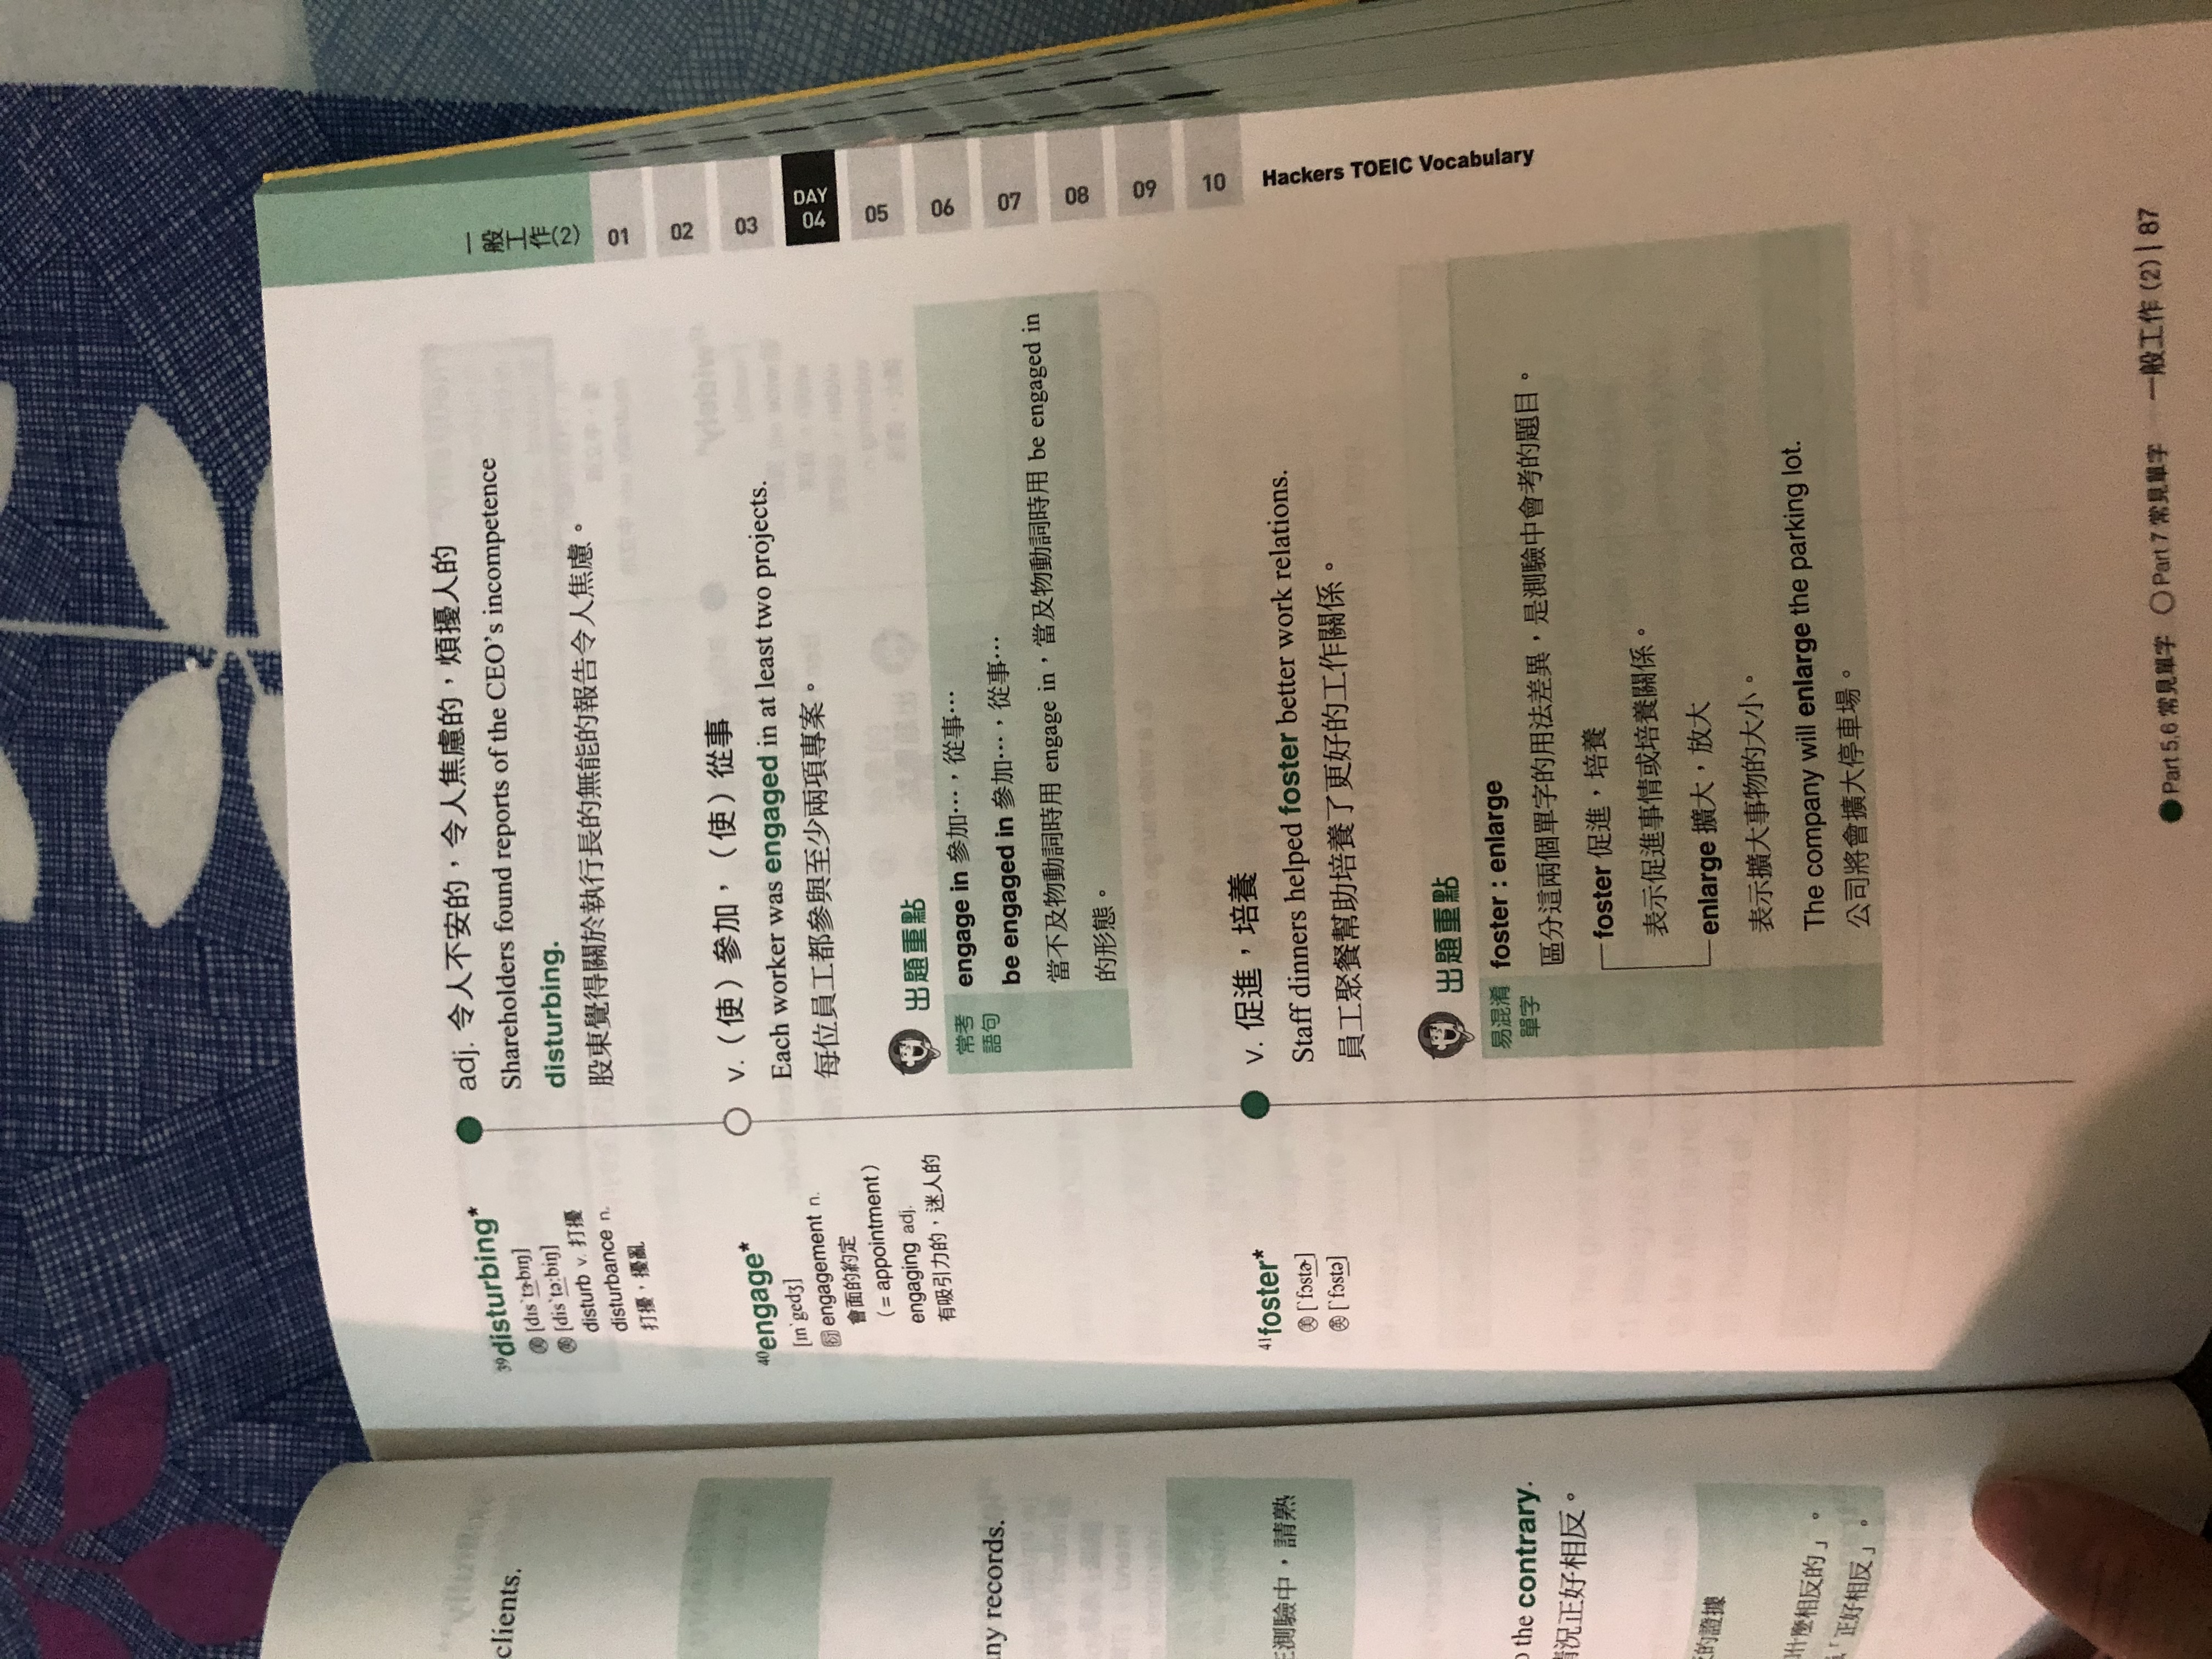 clients.
ny records.
測驗中，請熟
the contrary.
情況正好相反。
的證據
什麼相反的」。
「正好相反」。
39disturbing*
美 [dɪsˋtɝbɪŋ]
英 [disˋtə:biŋ]
disturb v. 打擾
disturbance n.
打擾，擾亂
adj. 令人不安的，令人焦慮的，煩擾人的
Shareholders found reports of the CEO's incompetence
disturbing.
股東覺得關於執行長的無能的報告令人焦慮。
40engage*
[ɪnˋgedʒ]
衍 engagement n.
會面的約定
（= appointment）
engaging adj.
有吸引力的，迷人的
v.（使）參加，（使）從事
Each worker was engaged in at least two projects.
每位員工都參與至少兩項專案。
出題重點
常考
語句
engage in 參加…，從事…
be engaged in 參加…，從事…
當不及物動詞時用 engage in，當及物動詞時用 be engaged in
的形態。
41foster*
美 [ˋfɔstɚ]
英 [ˋfɔstə]
v. 促進，培養
Staff dinners helped foster better work relations.
員工聚餐幫助培養了更好的工作關係。
出題重點
易混淆
單字
foster : enlarge
區分這兩個單字的用法差異，是測驗中會考的題目。
foster 促進，培養
表示促進事情或培養關係。
enlarge 擴大，放大
表示擴大事物的大小。
The company will enlarge the parking lot.
公司將會擴大停車場。
一般工作(2)
01
02
03
DAY
04
05
06
07
08
09
10
Hackers TOEIC Vocabulary
Part 5,6 常見單字 Part 7 常見單字 一般工作 (2) | 87